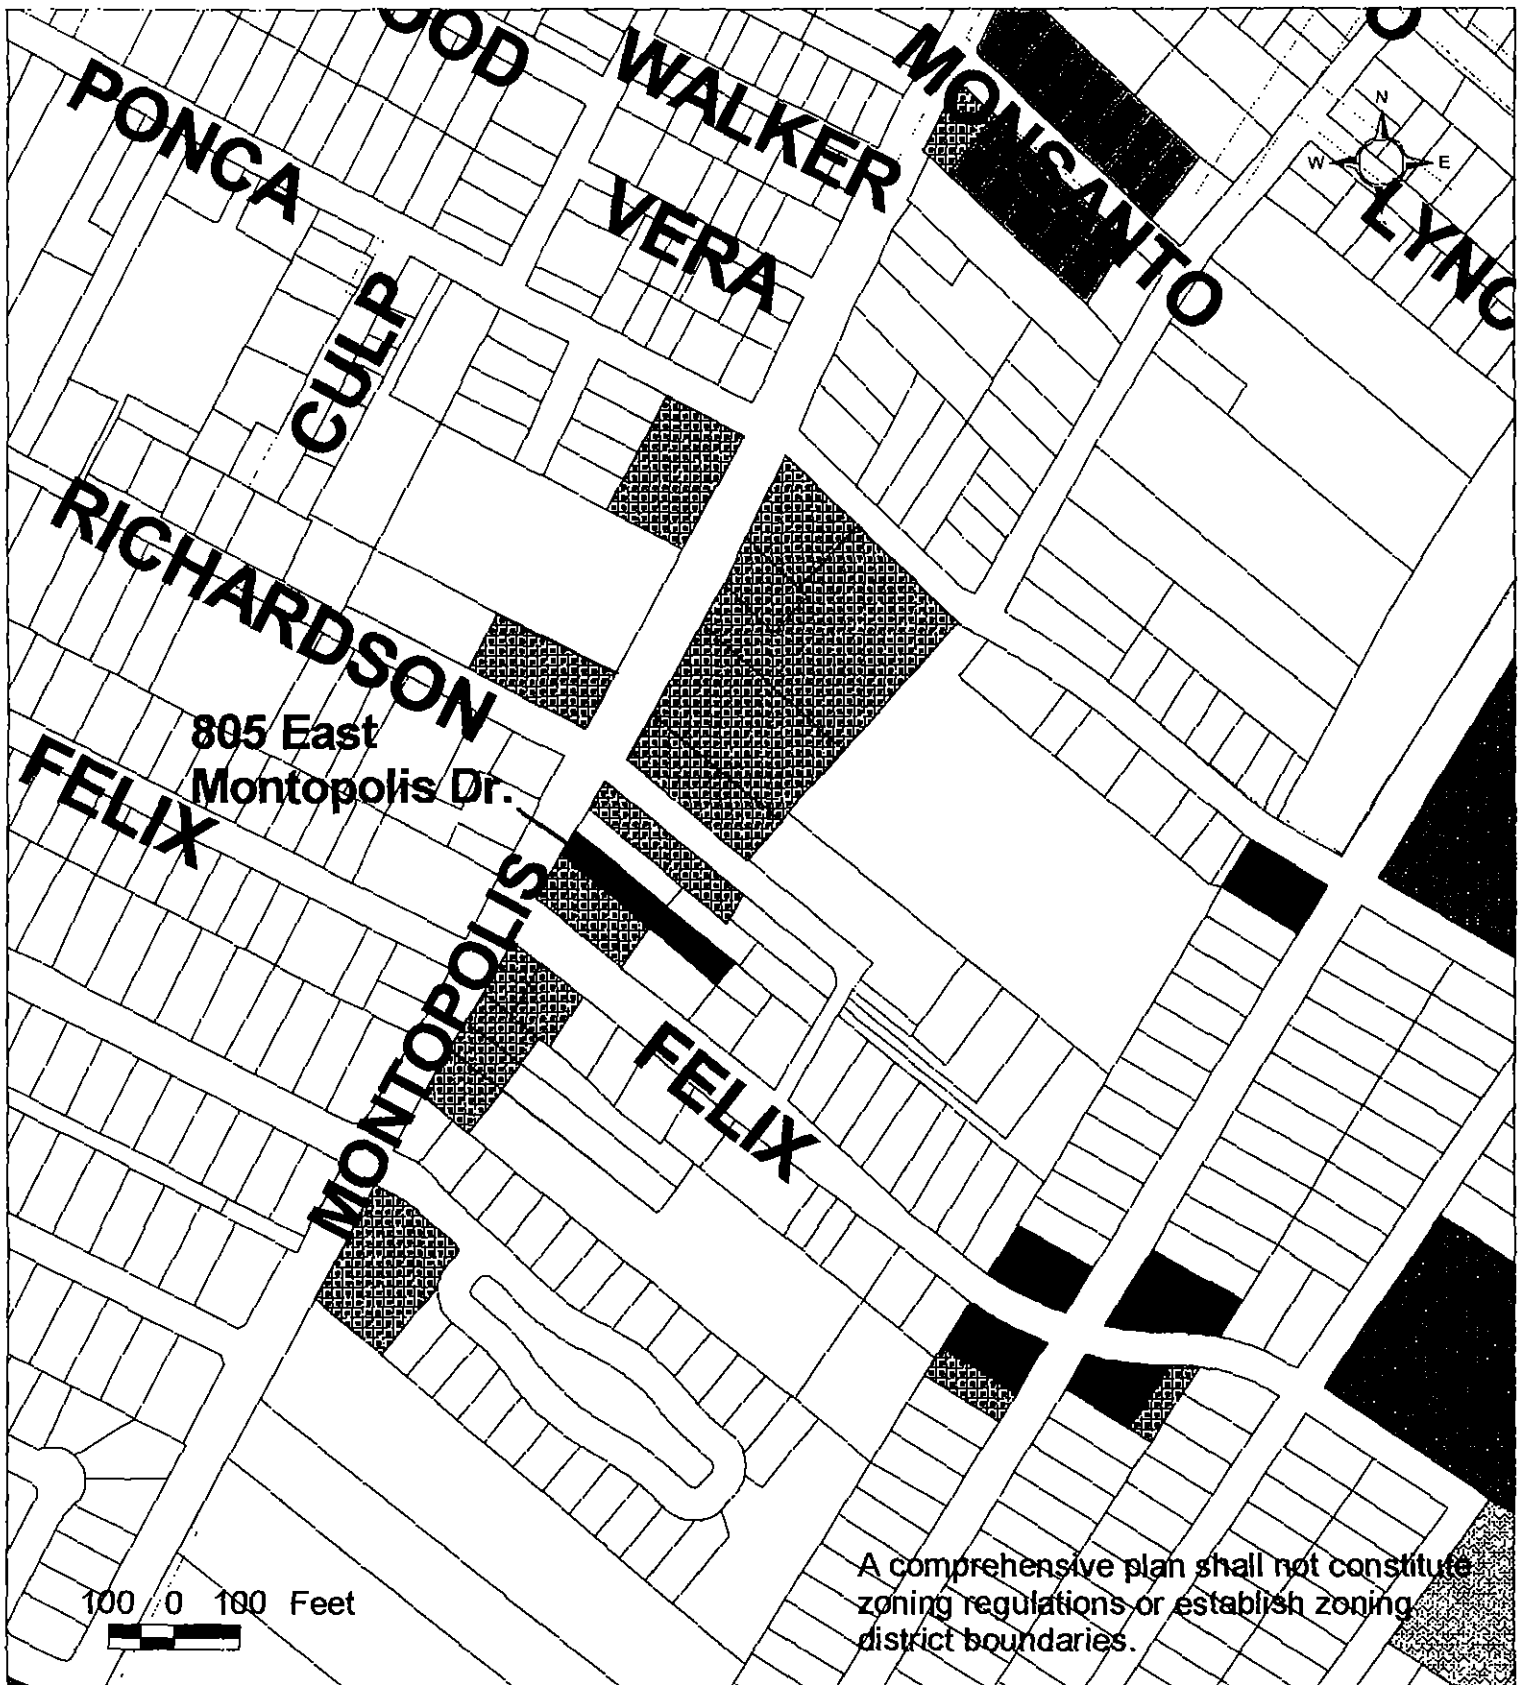 WALKER
MONSANTO
PONCA
N
W E
VERA
CULP
RICHARDSON
805 East
Montopolis Dr.
FELIX
MONTOPOLIS
FELIX
A comprehensive plan shall not constitute
zoning regulations or establish zoning
district boundaries.
100 0 100 Feet